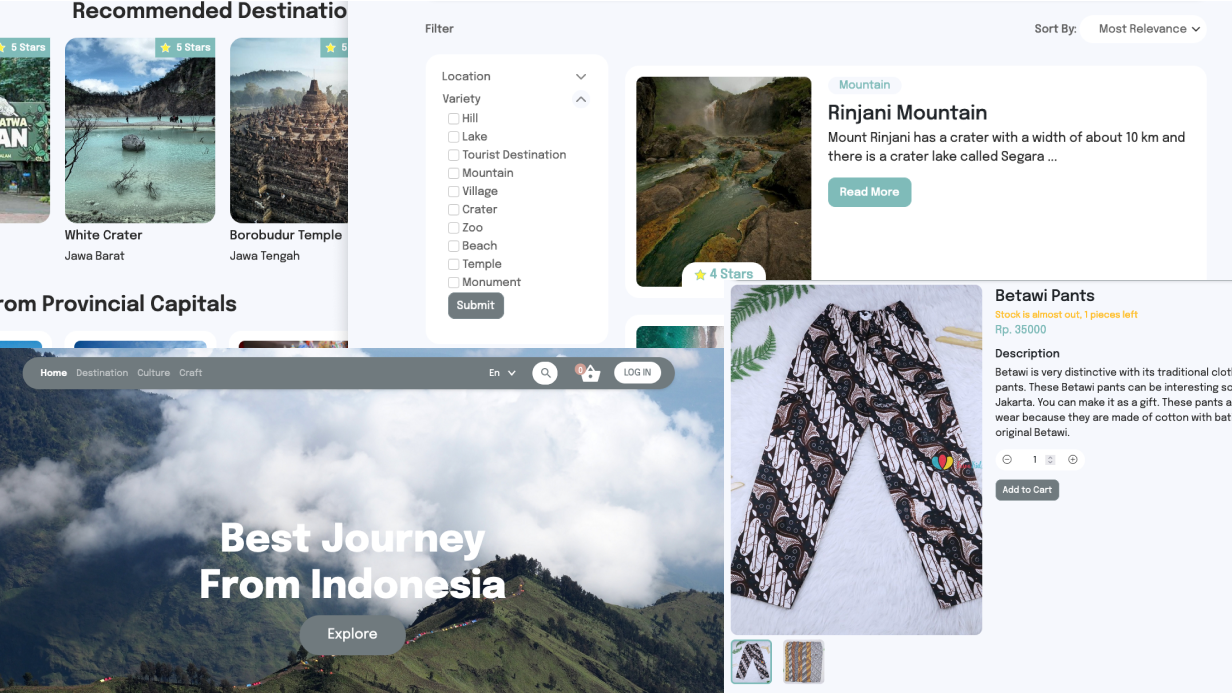 Recommended Destinatio
5 Stars
5 Stars
5
ATWA
AN
White Crater
Jawa Barat
Borobudur Temple
Jawa Tengah
rom Provincial Capitals
Filter
Sort By:
Most Relevance
Location
Variety
Hill
Lake
Tourist Destination
Mountain
Village
Crater
Zoo
Beach
Temple
Monument
Submit
Mountain
Rinjani Mountain
Mount Rinjani has a crater with a width of about 10 km and
there is a crater lake called Segara ...
Read More
4 Stars
Home Destination Culture Craft
En
0
LOG IN
Best Journey
From Indonesia
Explore
Betawi Pants
Stock is almost out, 1 pieces left
Rp. 35000
Description
Betawi is very distinctive with its traditional cloth
pants. These Betawi pants can be interesting so
Jakarta. You can make it as a gift. These pants a
wear because they are made of cotton with bat
original Betawi.
1
Add to Cart